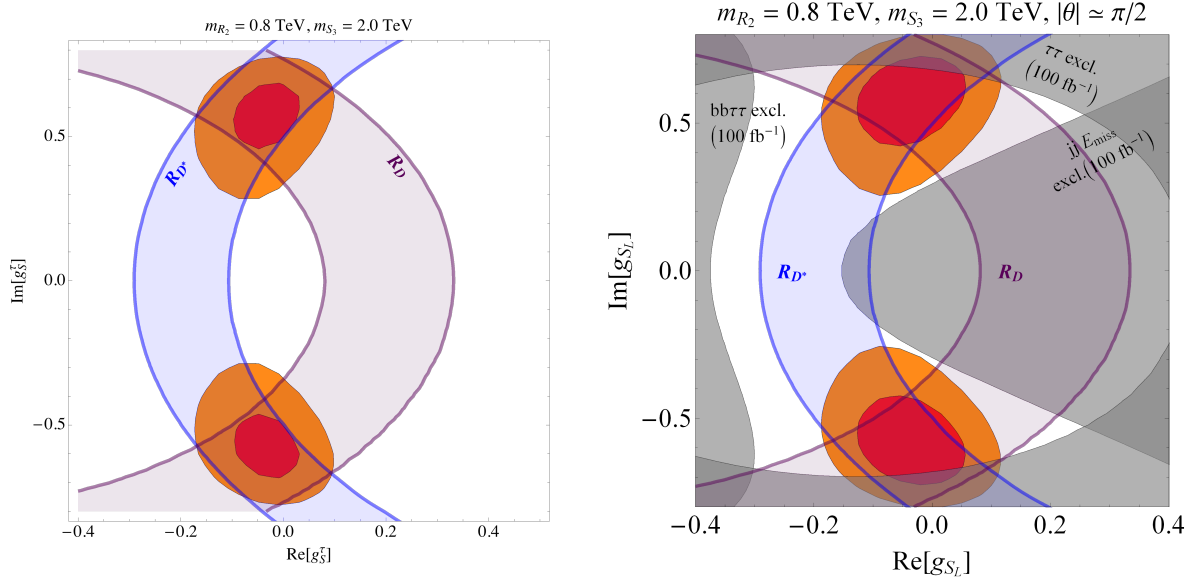 m_{R_2} = 0.8 TeV, m_{S_3} = 2.0 TeV
Im[g_S^τ]
0.5
0.0
−0.5
R_{D*}
R_D
−0.4
−0.2
0.0
0.2
0.4
Re[g_S^τ]
m_{R_2} = 0.8 TeV, m_{S_3} = 2.0 TeV, |θ| ≃ π/2
Im[g_{S_L}]
0.5
0.0
−0.5
bbττ excl.
(100 fb⁻¹)
ττ excl.
(100 fb⁻¹)
jj E_miss
excl.(100 fb⁻¹)
R_{D*}
R_D
−0.4
−0.2
0.0
0.2
0.4
Re[g_{S_L}]